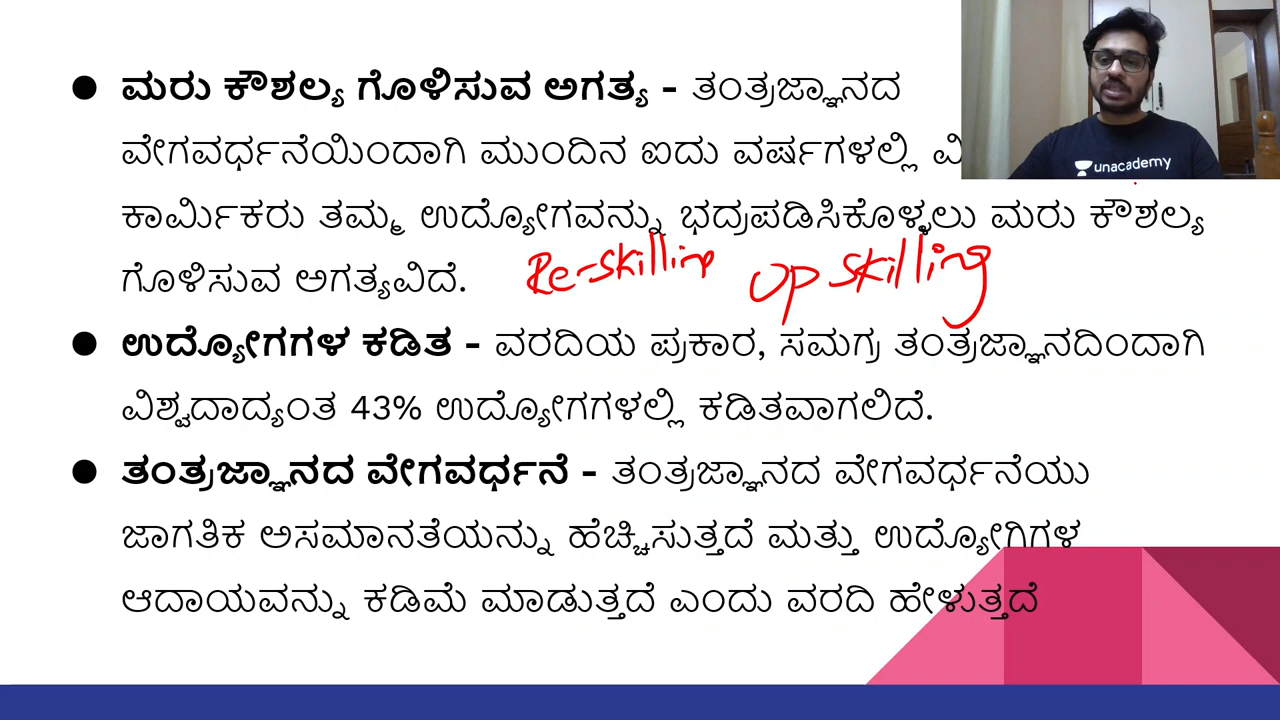 ● ಮರು ಕೌಶಲ್ಯ ಗೊಳಿಸುವ ಅಗತ್ಯ - ತಂತ್ರಜ್ಞಾನದ
ವೇಗವರ್ಧನೆಯಿಂದಾಗಿ ಮುಂದಿನ ಐದು ವರ್ಷಗಳಲ್ಲಿ
unacademy
ಕಾರ್ಮಿಕರು ತಮ್ಮ ಉದ್ಯೋಗವನ್ನು ಭದ್ರಪಡಿಸಿಕೊಳ್ಳಲು ಮರು ಕೌಶಲ್ಯ
ಗೊಳಿಸುವ ಅಗತ್ಯವಿದೆ. Re-skilling Upskilling
● ಉದ್ಯೋಗಗಳ ಕಡಿತ - ವರದಿಯ ಪ್ರಕಾರ, ಸಮಗ್ರ ತಂತ್ರಜ್ಞಾನದಿಂದಾಗಿ
ವಿಶ್ವದಾದ್ಯಂತ 43% ಉದ್ಯೋಗಗಳಲ್ಲಿ ಕಡಿತವಾಗಲಿದೆ.
● ತಂತ್ರಜ್ಞಾನದ ವೇಗವರ್ಧನೆ - ತಂತ್ರಜ್ಞಾನದ ವೇಗವರ್ಧನೆಯು
ಜಾಗತಿಕ ಅಸಮಾನತೆಯನ್ನು ಹೆಚ್ಚಿಸುತ್ತದೆ ಮತ್ತು ಉದ್ಯೋಗಿಗಳ
ಆದಾಯವನ್ನು ಕಡಿಮೆ ಮಾಡುತ್ತದೆ ಎಂದು ವರದಿ ಹೇಳುತ್ತದೆ